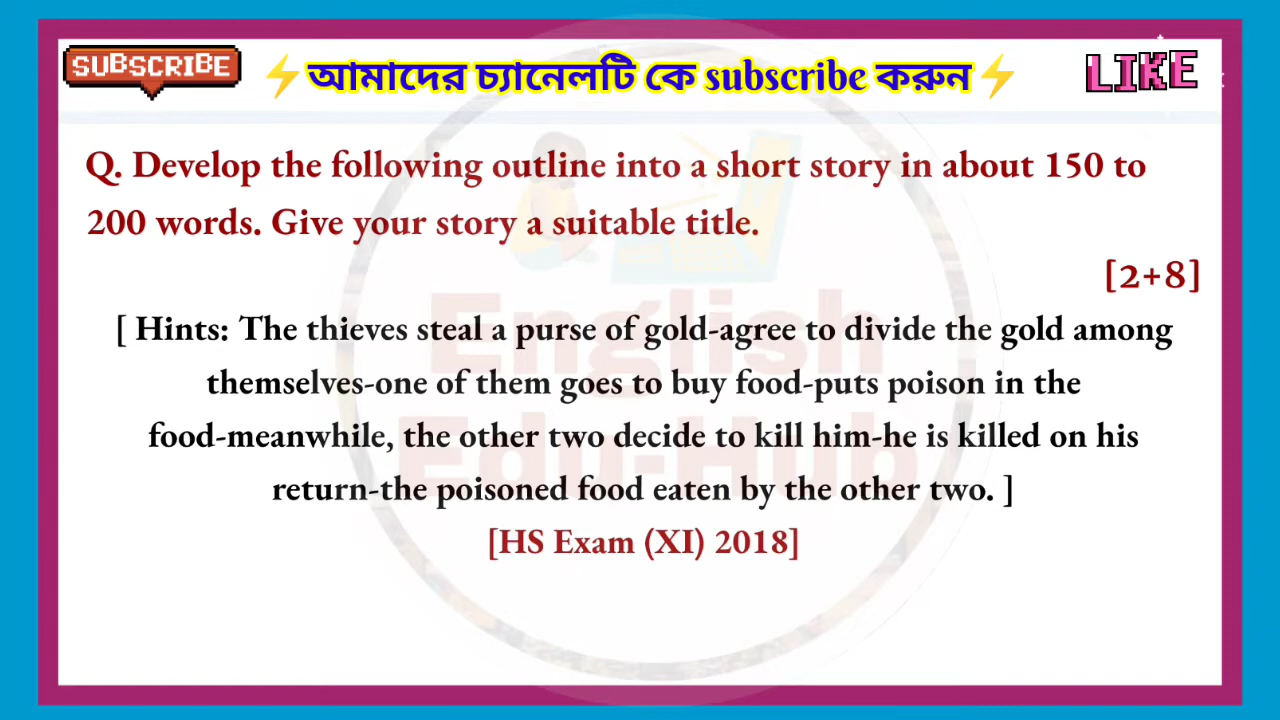 SUBSCRIBE
⚡আমাদের চ্যানেলটি কে subscribe করুন⚡
LIKE
Q. Develop the following outline into a short story in about 150 to
200 words. Give your story a suitable title.
[2+8]
[ Hints: The thieves steal a purse of gold-agree to divide the gold among
themselves-one of them goes to buy food-puts poison in the
food-meanwhile, the other two decide to kill him-he is killed on his
return-the poisoned food eaten by the other two. ]
[HS Exam (XI) 2018]
English
Edu-Hub